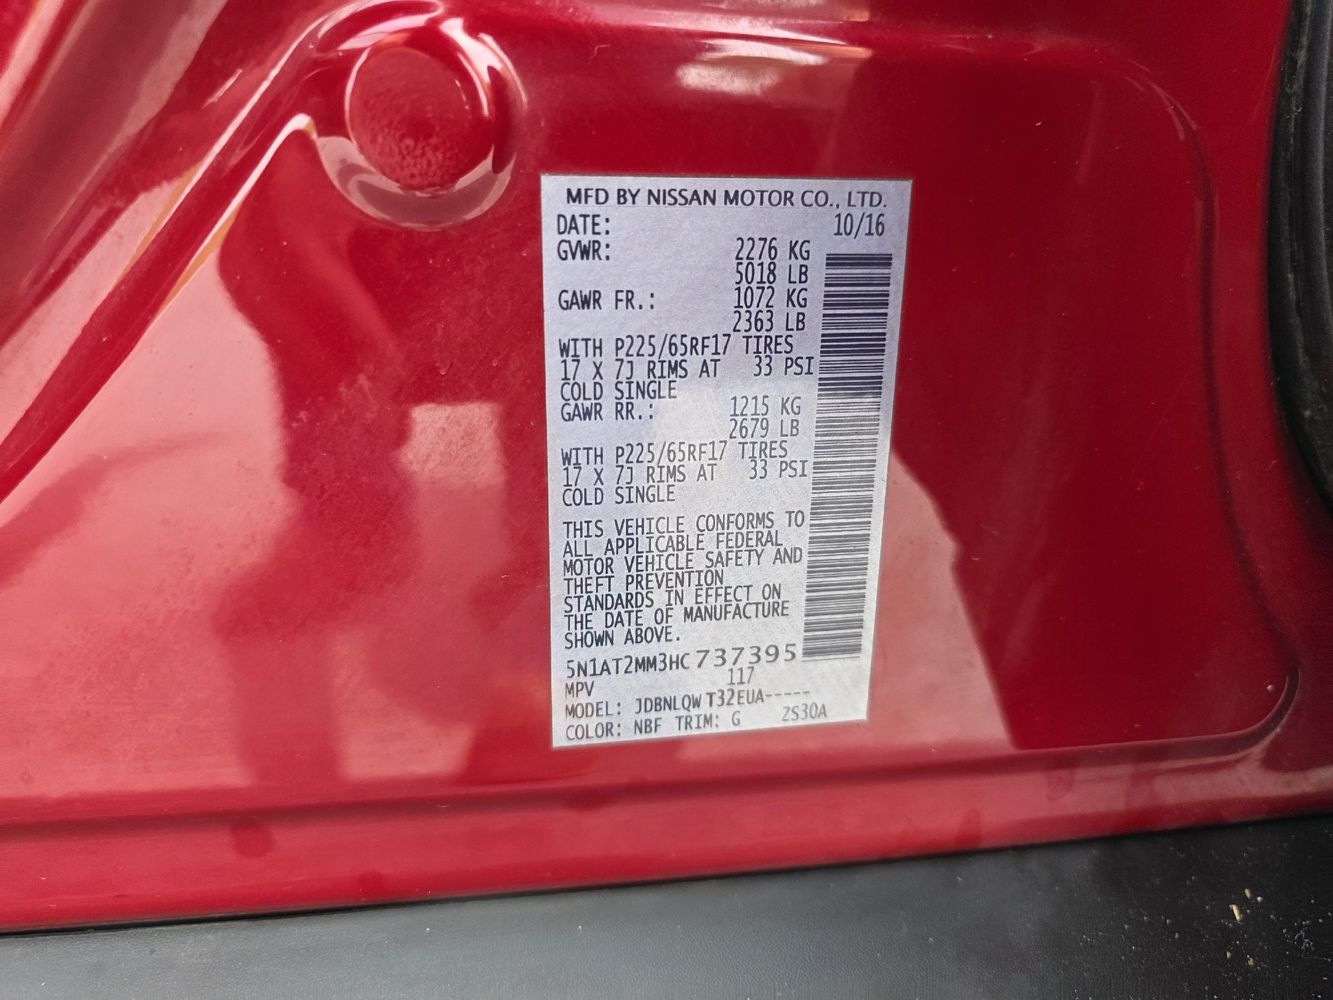 MFD BY NISSAN MOTOR CO., LTD.
DATE: 10/16
GVWR: 2276 KG
5018 LB
GAWR FR.: 1072 KG
2363 LB
WITH P225/65RF17 TIRES
17 X 7J RIMS AT 33 PSI
COLD SINGLE
GAWR RR.: 1215 KG
2679 LB
WITH P225/65RF17 TIRES
17 X 7J RIMS AT 33 PSI
COLD SINGLE
THIS VEHICLE CONFORMS TO
ALL APPLICABLE FEDERAL
MOTOR VEHICLE SAFETY AND
THEFT PREVENTION
STANDARDS IN EFFECT ON
THE DATE OF MANUFACTURE
SHOWN ABOVE.
5N1AT2MM3HC737395
MPV 117
MODEL: JDBNLQW T32EUA-----
COLOR: NBF TRIM: G ZS30A